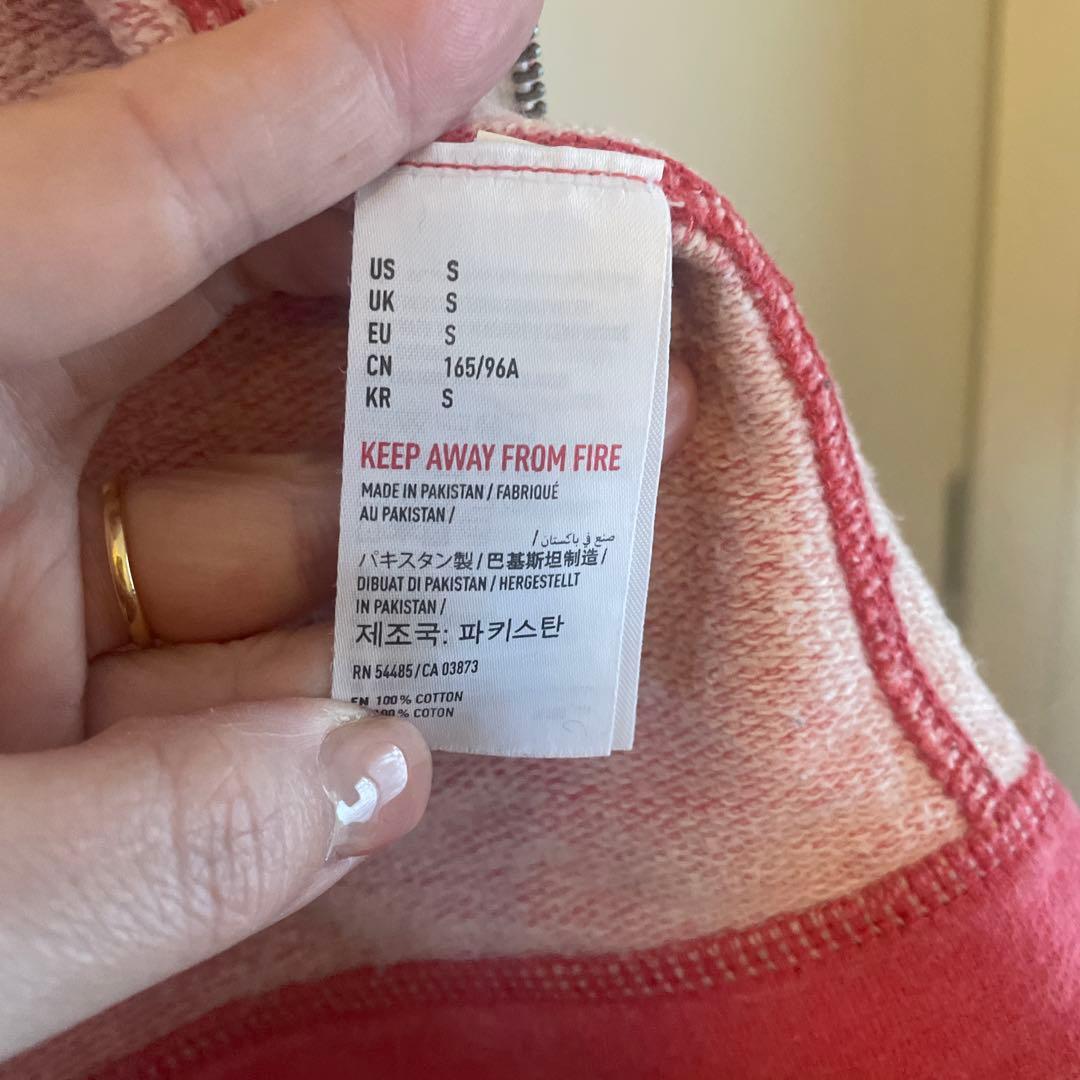 US S
UK S
EU S
CN 165/96A
KR S
KEEP AWAY FROM FIRE
MADE IN PAKISTAN / FABRIQUÉ
AU PAKISTAN /
صنع في باكستان /
パキスタン製 / 巴基斯坦制造 /
DIBUAT DI PAKISTAN / HERGESTELLT
IN PAKISTAN /
제조국: 파키스탄
RN 54485 / CA 03873
EN 100% COTTON
% COTON